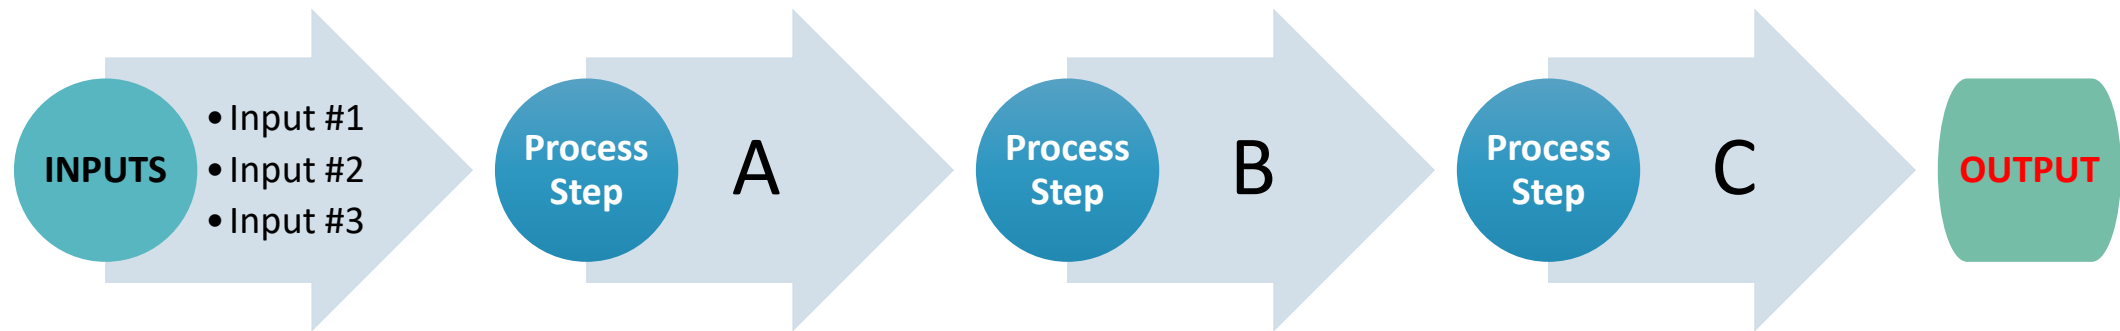 INPUTS
• Input #1
• Input #2
• Input #3
Process
Step
A
Process
Step
B
Process
Step
C
OUTPUT